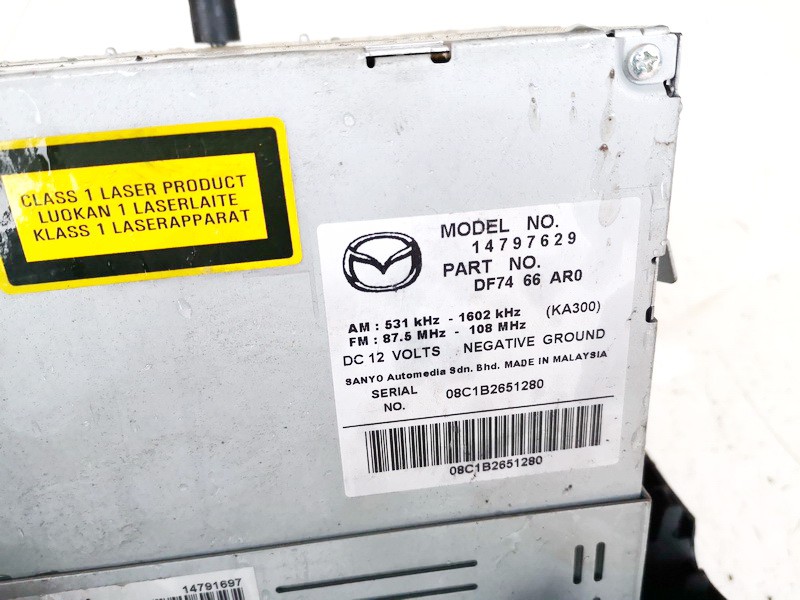 CLASS 1 LASER PRODUCT
LUOKAN 1 LASERLAITE
KLASS 1 LASERAPPARAT
MODEL NO.
14797629
PART NO.
DF74 66 AR0
AM : 531 kHz - 1602 kHz (KA300)
FM : 87.5 MHz - 108 MHz
DC 12 VOLTS NEGATIVE GROUND
SANYO Automedia Sdn. Bhd. MADE IN MALAYSIA
SERIAL NO. 08C1B2651280
08C1B2651280
14791697